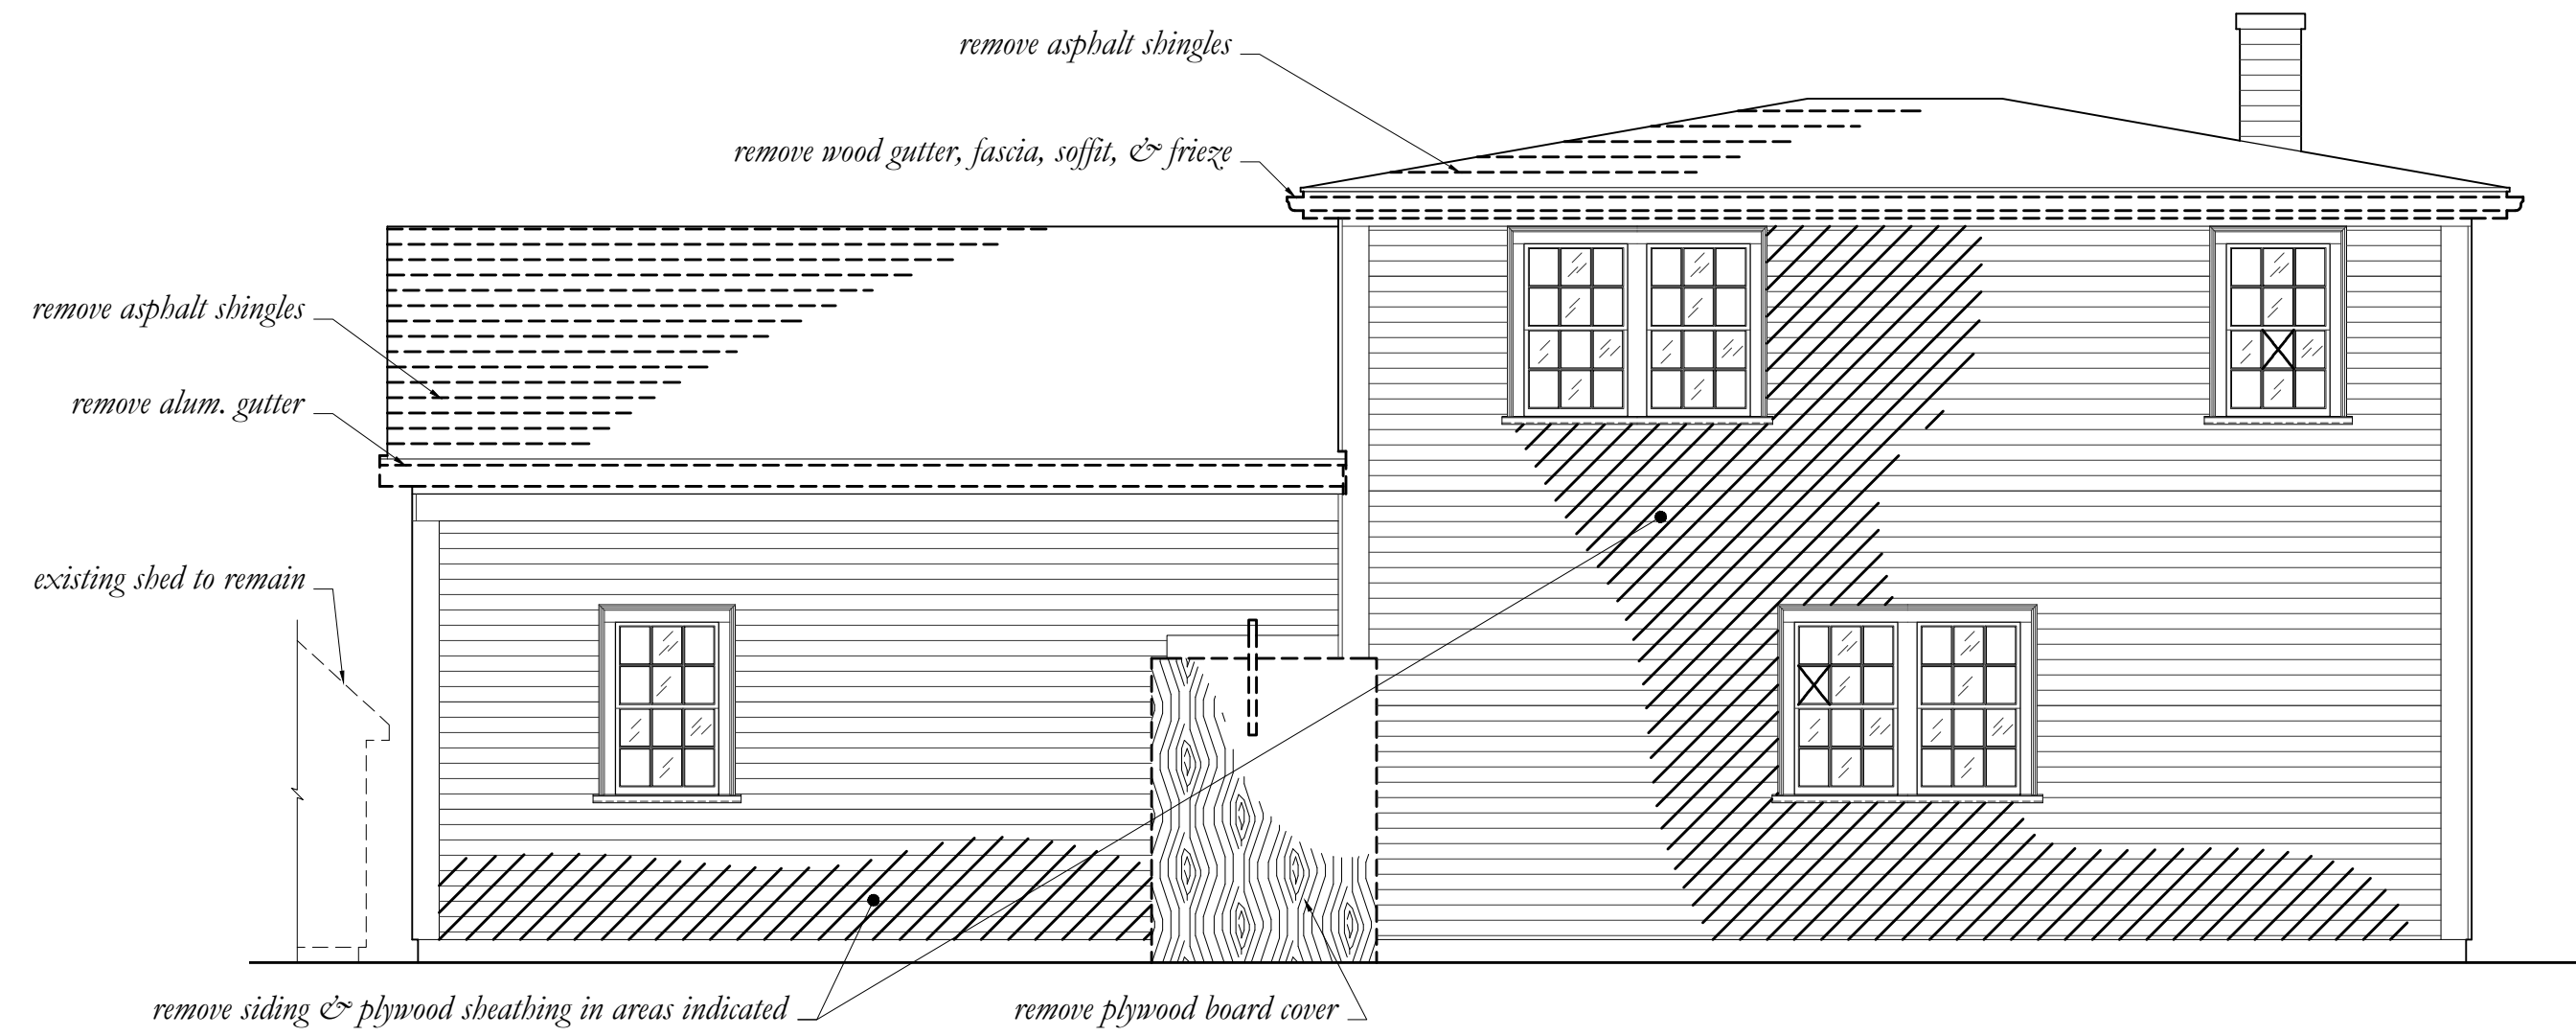 remove asphalt shingles
remove wood gutter, fascia, soffit, & frieze
remove asphalt shingles
remove alum. gutter
existing shed to remain
remove siding & plywood sheathing in areas indicated
remove plywood board cover